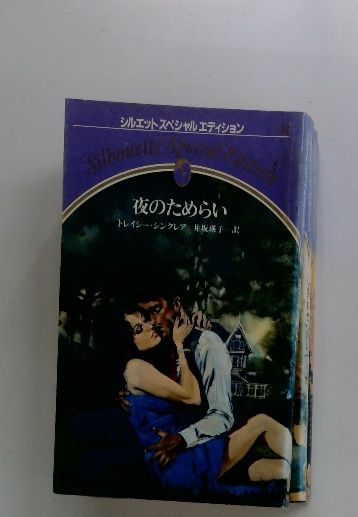 シルエット スペシャル エディション
Silhouette Special Edition
夜のためらい
トレイシー・シンクレア 井坂瑛子 訳